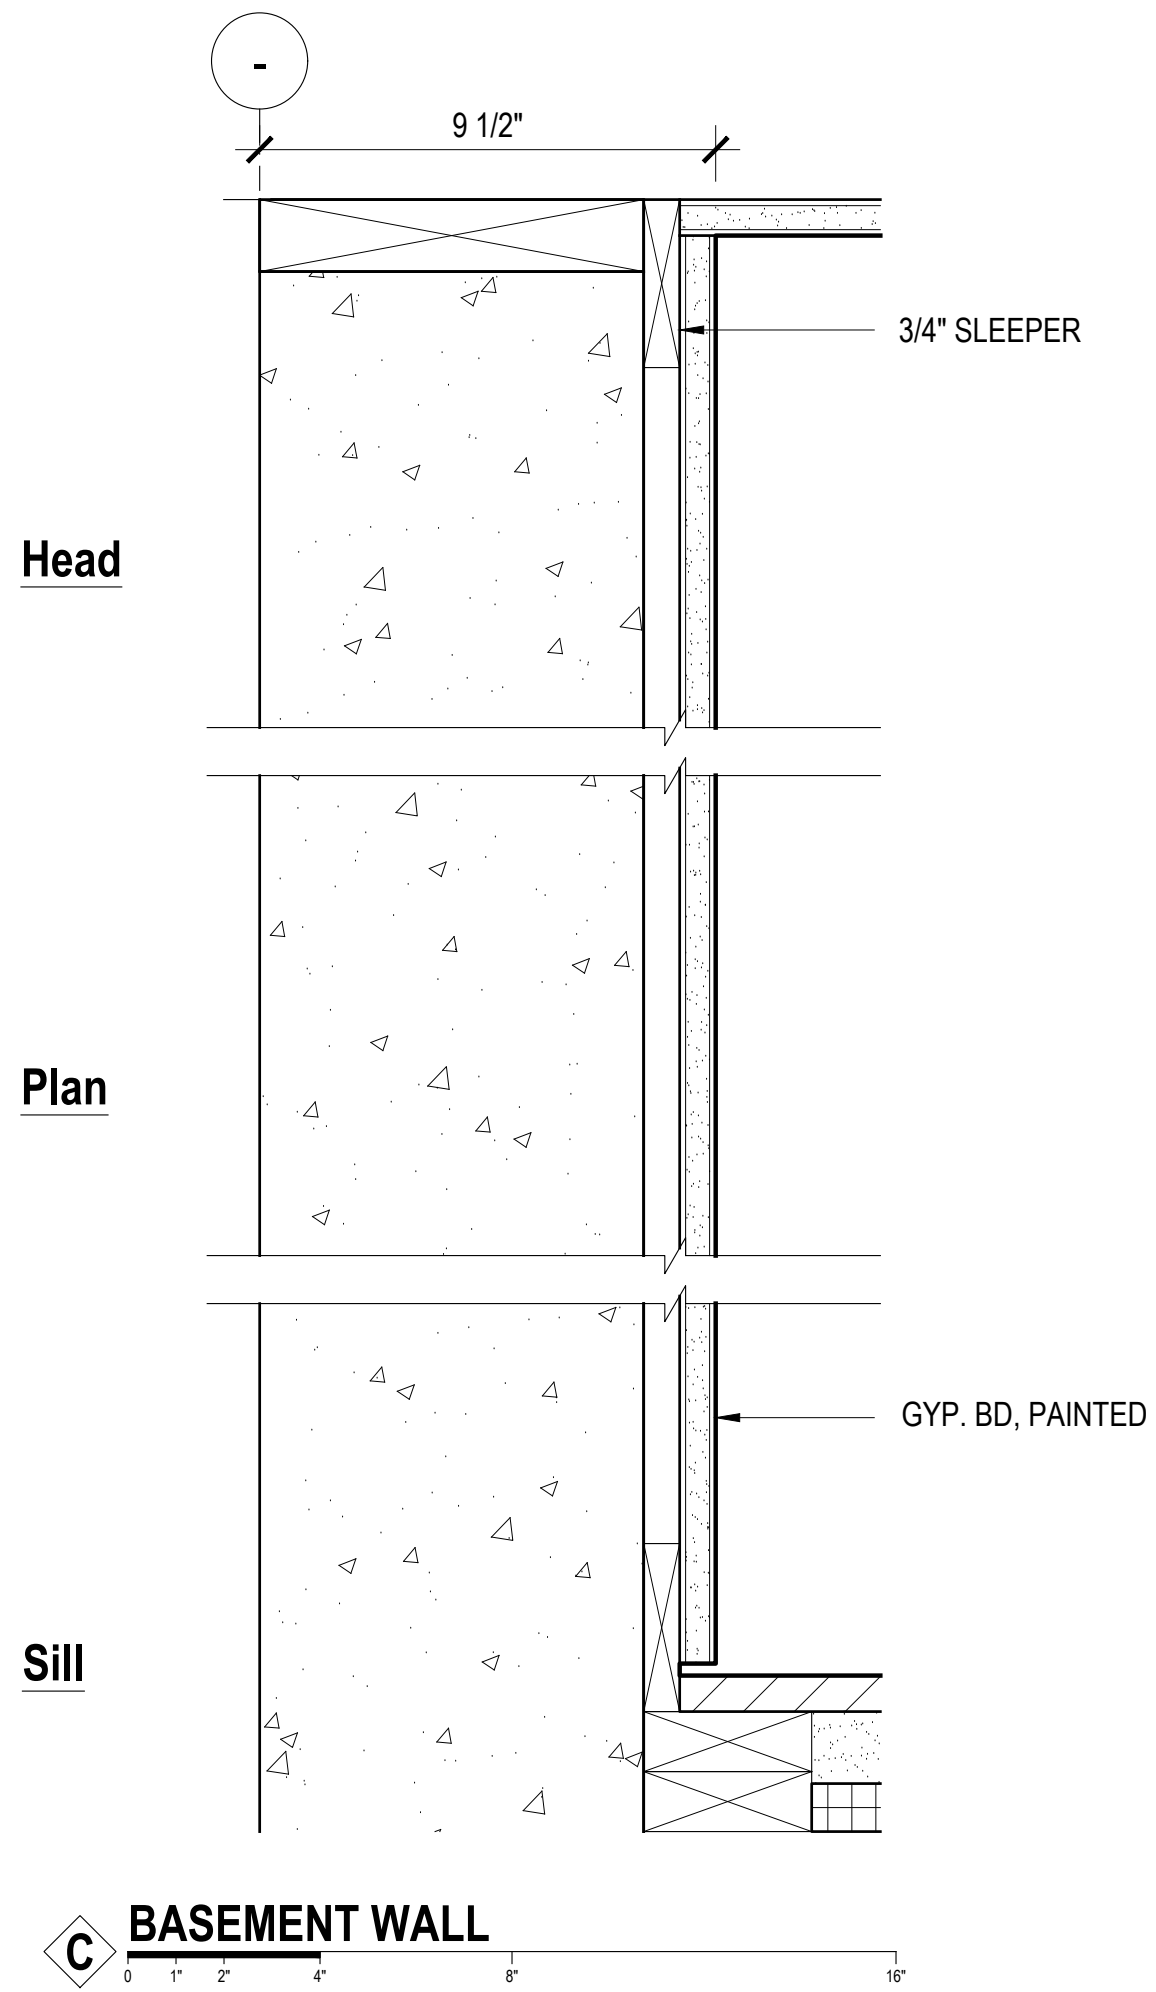 -
9 1/2"
3/4" SLEEPER
Head
Plan
GYP. BD, PAINTED
Sill
C
BASEMENT WALL
0 1" 2" 4" 8" 16"